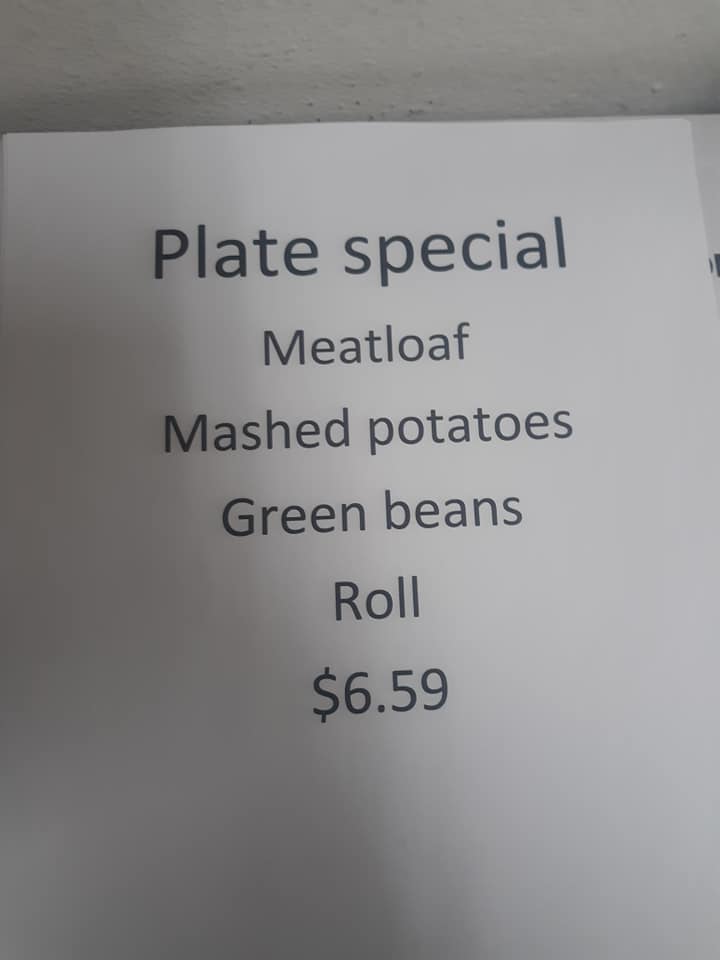 Plate special
Meatloaf
Mashed potatoes
Green beans
Roll
$6.59